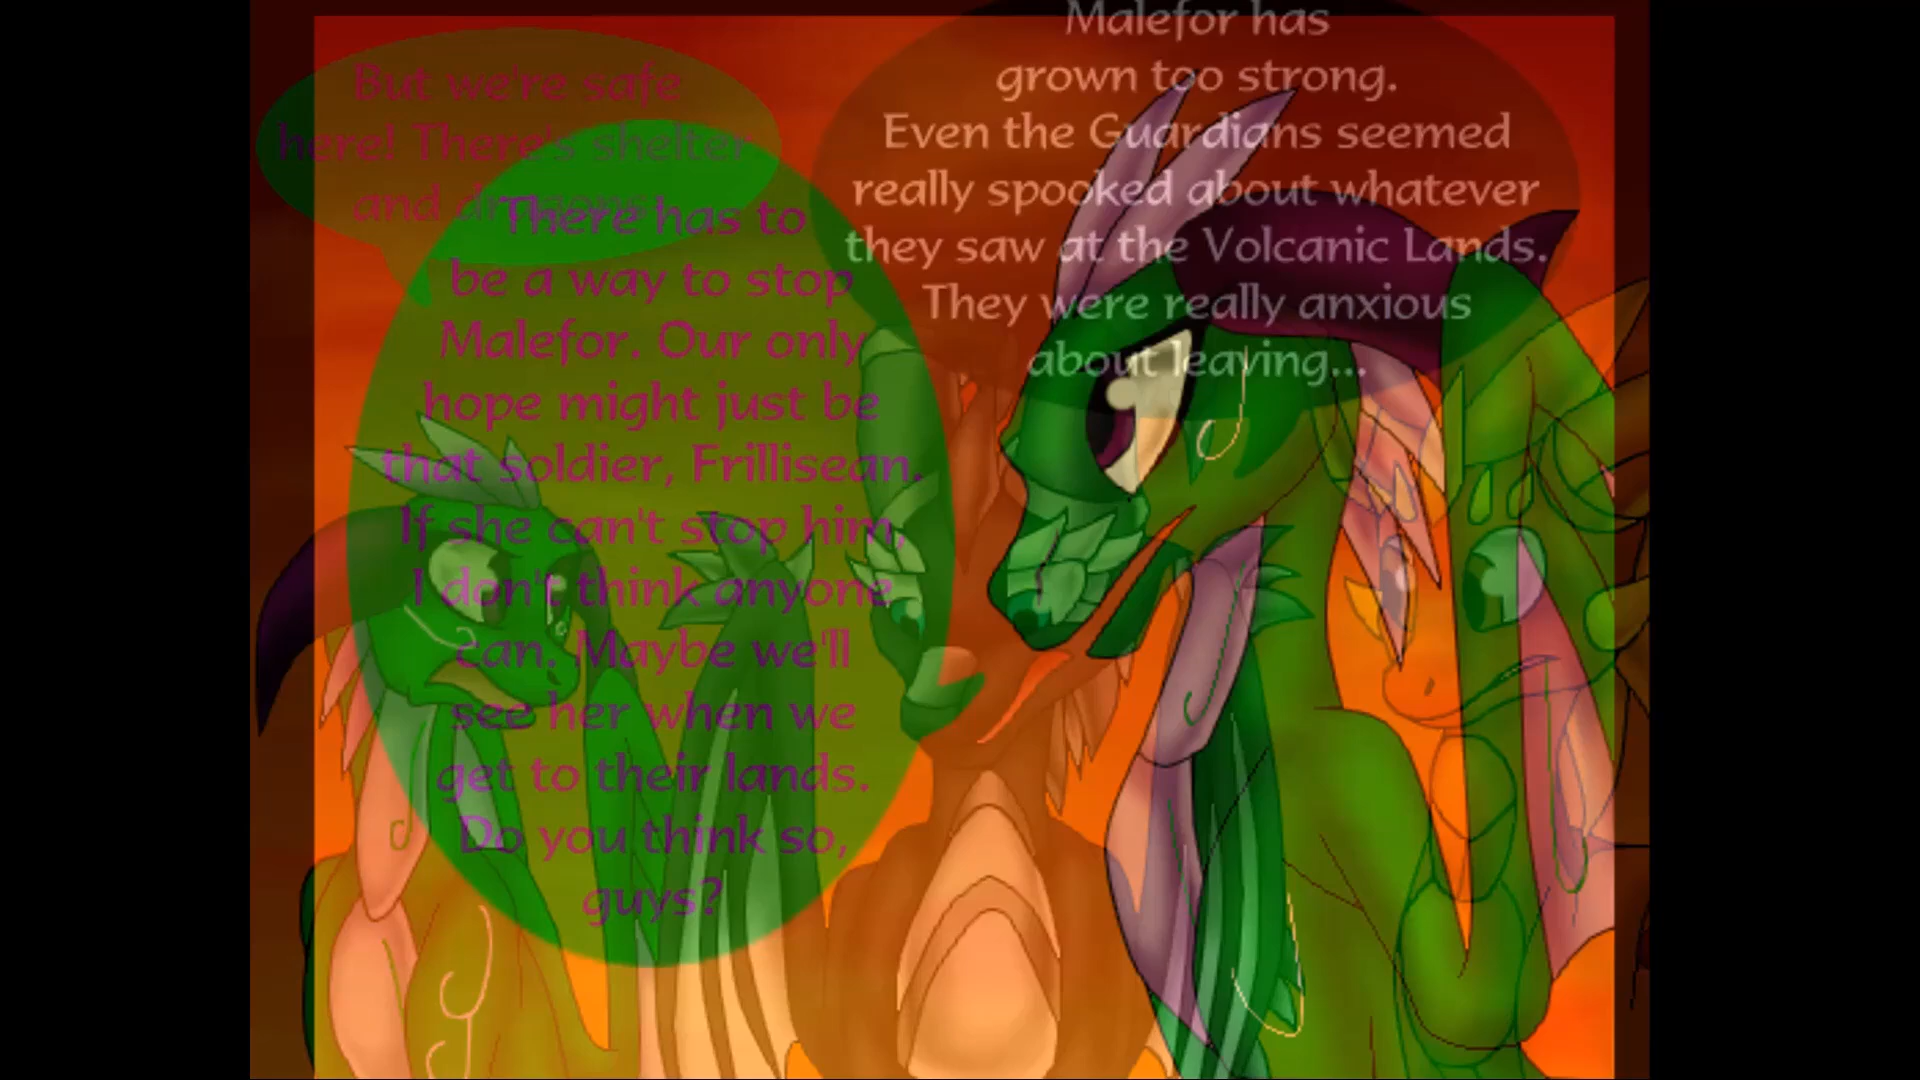 But we're safe
here! There's shelter
and
There has to
be a way to stop
Malefor. Our only
hope might just be
that soldier, Frillisean.
If she can't stop him,
I don't think anyone
can. Maybe we'll
see her when we
get to their lands.
Do you think so,
guys?
Malefor has
grown too strong.
Even the Guardians seemed
really spooked about whatever
they saw at the Volcanic Lands.
They were really anxious
about leaving...